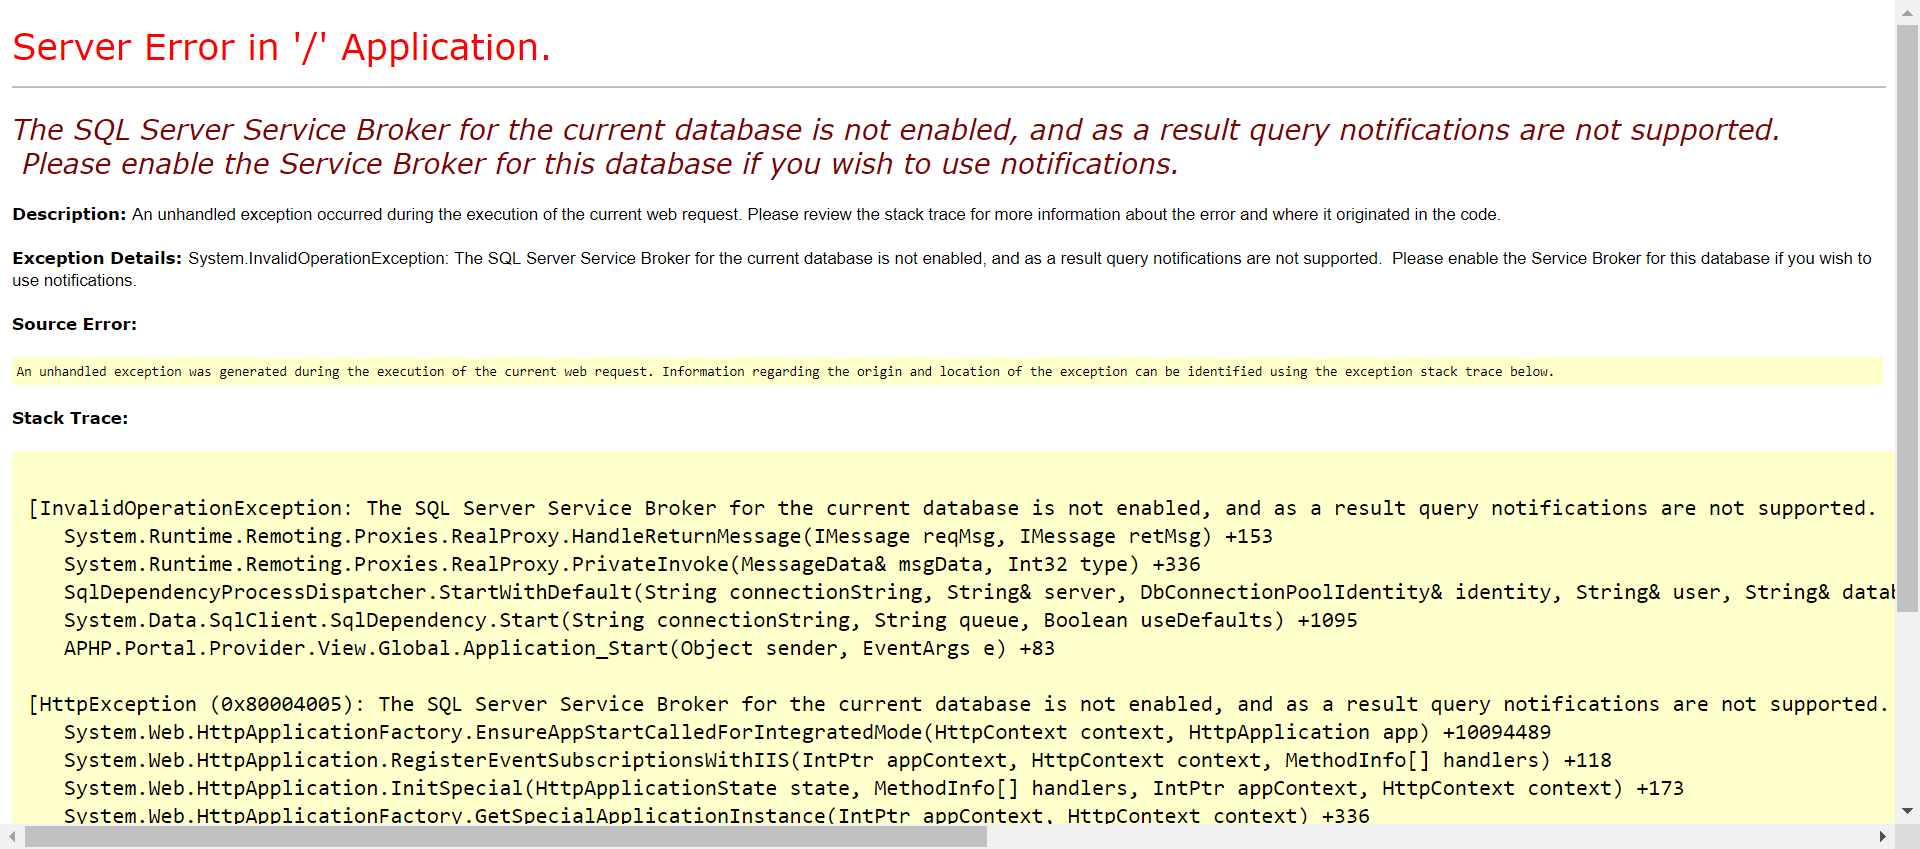 Server Error in '/' Application.
The SQL Server Service Broker for the current database is not enabled, and as a result query notifications are not supported.
Please enable the Service Broker for this database if you wish to use notifications.
Description: An unhandled exception occurred during the execution of the current web request. Please review the stack trace for more information about the error and where it originated in the code.
Exception Details: System.InvalidOperationException: The SQL Server Service Broker for the current database is not enabled, and as a result query notifications are not supported.  Please enable the Service Broker for this database if you wish to
use notifications.
Source Error:
An unhandled exception was generated during the execution of the current web request. Information regarding the origin and location of the exception can be identified using the exception stack trace below.
Stack Trace:
[InvalidOperationException: The SQL Server Service Broker for the current database is not enabled, and as a result query notifications are not supported.
System.Runtime.Remoting.Proxies.RealProxy.HandleReturnMessage(IMessage reqMsg, IMessage retMsg) +153
System.Runtime.Remoting.Proxies.RealProxy.PrivateInvoke(MessageData& msgData, Int32 type) +336
SqlDependencyProcessDispatcher.StartWithDefault(String connectionString, String& server, DbConnectionPoolIdentity& identity, String& user, String& datab
System.Data.SqlClient.SqlDependency.Start(String connectionString, String queue, Boolean useDefaults) +1095
APHP.Portal.Provider.View.Global.Application_Start(Object sender, EventArgs e) +83
[HttpException (0x80004005): The SQL Server Service Broker for the current database is not enabled, and as a result query notifications are not supported.
System.Web.HttpApplicationFactory.EnsureAppStartCalledForIntegratedMode(HttpContext context, HttpApplication app) +10094489
System.Web.HttpApplication.RegisterEventSubscriptionsWithIIS(IntPtr appContext, HttpContext context, MethodInfo[] handlers) +118
System.Web.HttpApplication.InitSpecial(HttpApplicationState state, MethodInfo[] handlers, IntPtr appContext, HttpContext context) +173
System.Web.HttpApplicationFactory.GetSpecialApplicationInstance(IntPtr appContext, HttpContext context) +336